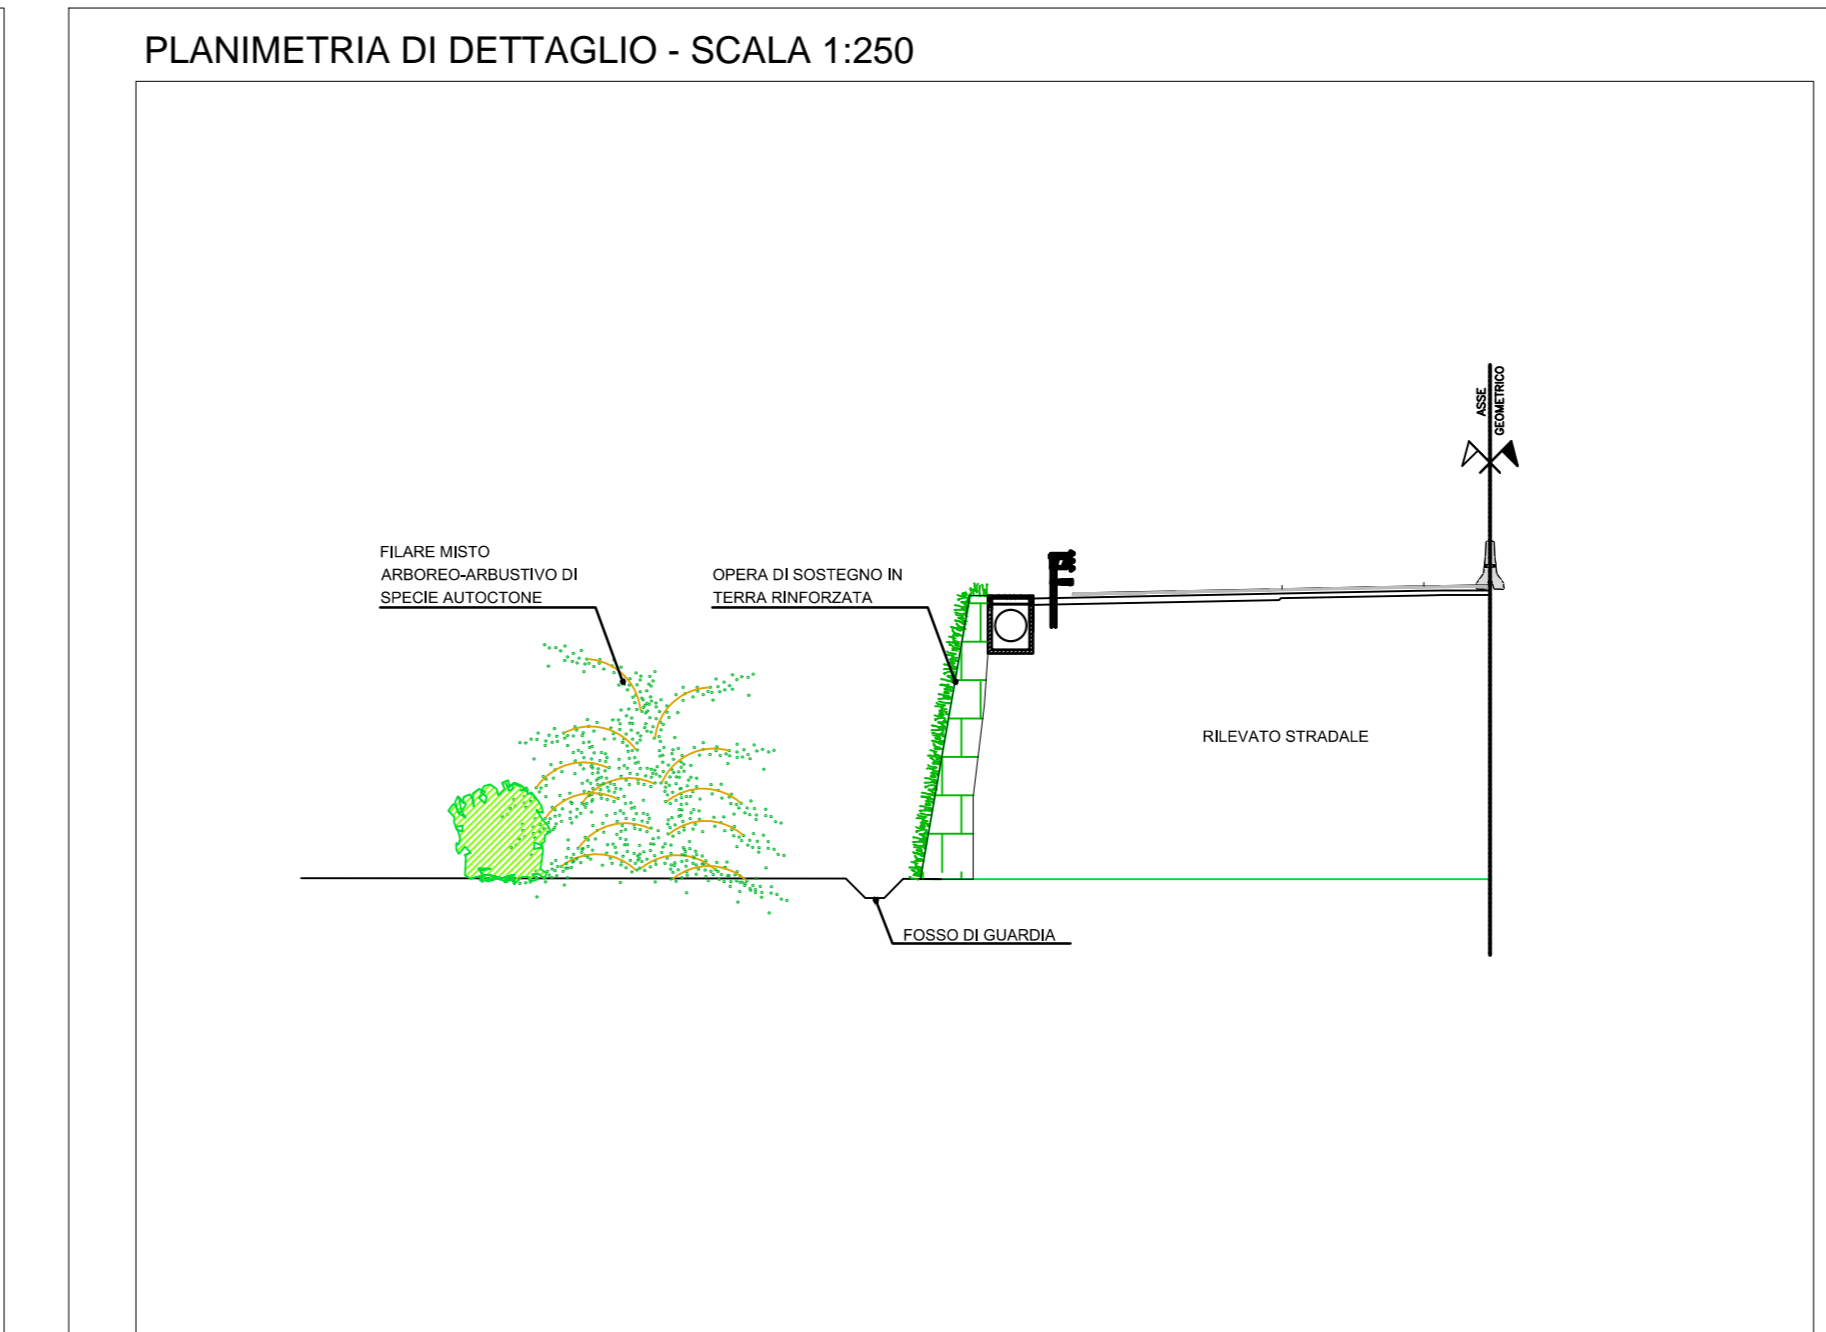 PLANIMETRIA DI DETTAGLIO - SCALA 1:250
ASSE
GEOMETRICO
FILARE MISTO
ARBOREO-ARBUSTIVO DI
SPECIE AUTOCTONE
OPERA DI SOSTEGNO IN
TERRA RINFORZATA
RILEVATO STRADALE
FOSSO DI GUARDIA